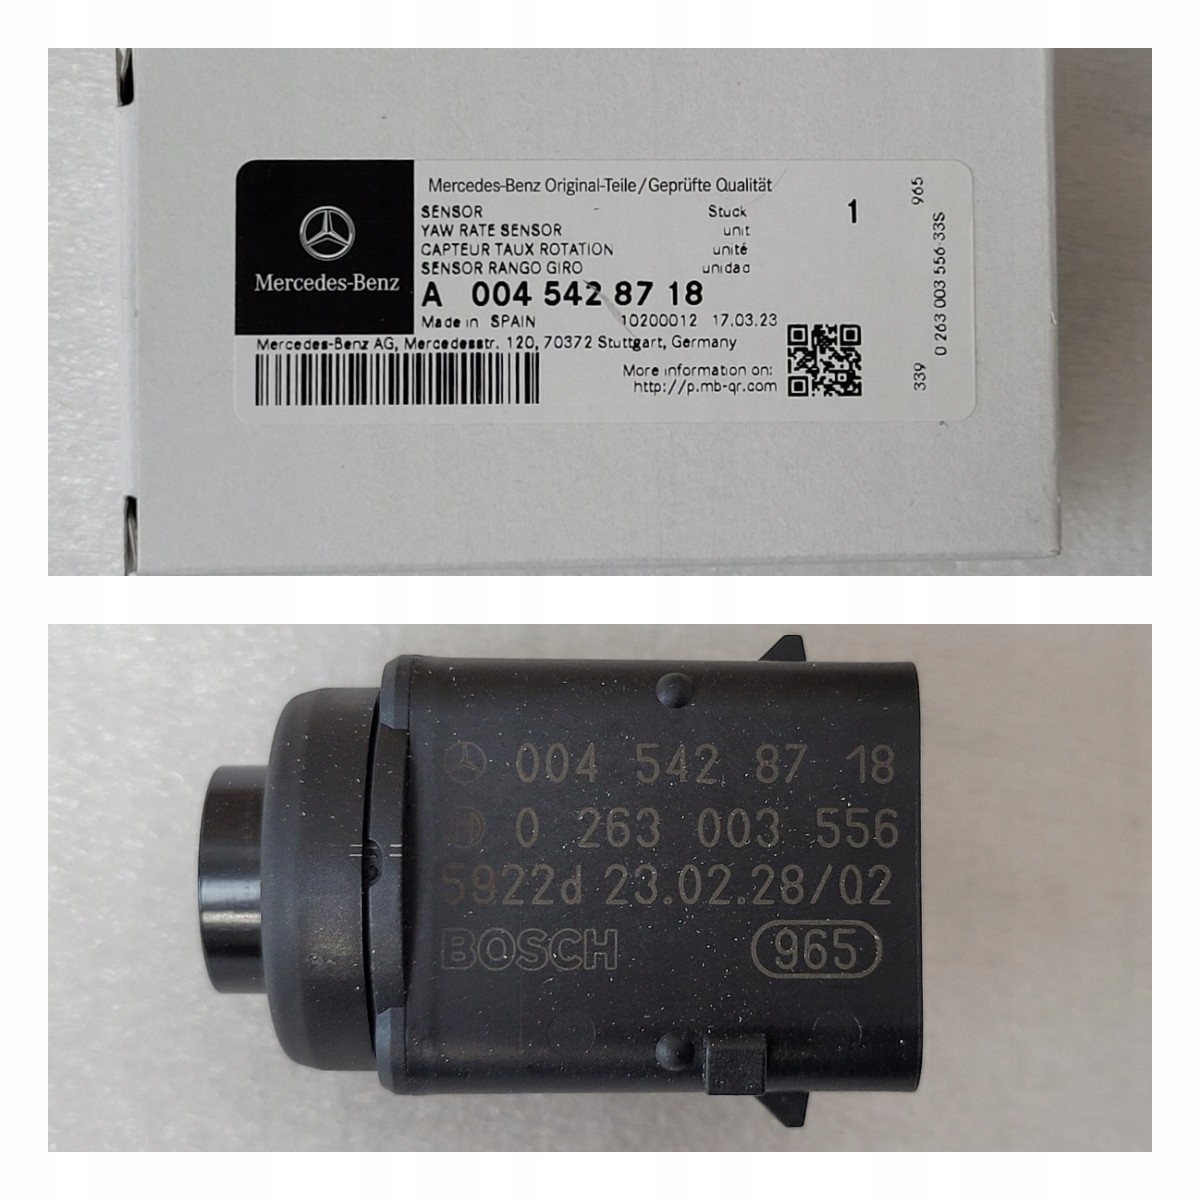 Mercedes-Benz
Mercedes-Benz Original-Teile/Geprüfte Qualität
SENSOR Stuck 1
YAW RATE SENSOR unit
CAPTEUR TAUX ROTATION unité
SENSOR RANGO GIRO unidad
A 004 542 87 18
Made in SPAIN 10200012 17.03.23
Mercedes-Benz AG, Mercedesstr. 120, 70372 Stuttgart, Germany
More information on:
http://p.mb-qr.com
339 965
0 263 003 556 33S
004 542 87 18
0 263 003 556
5922d 23.02.28/02
BOSCH 965